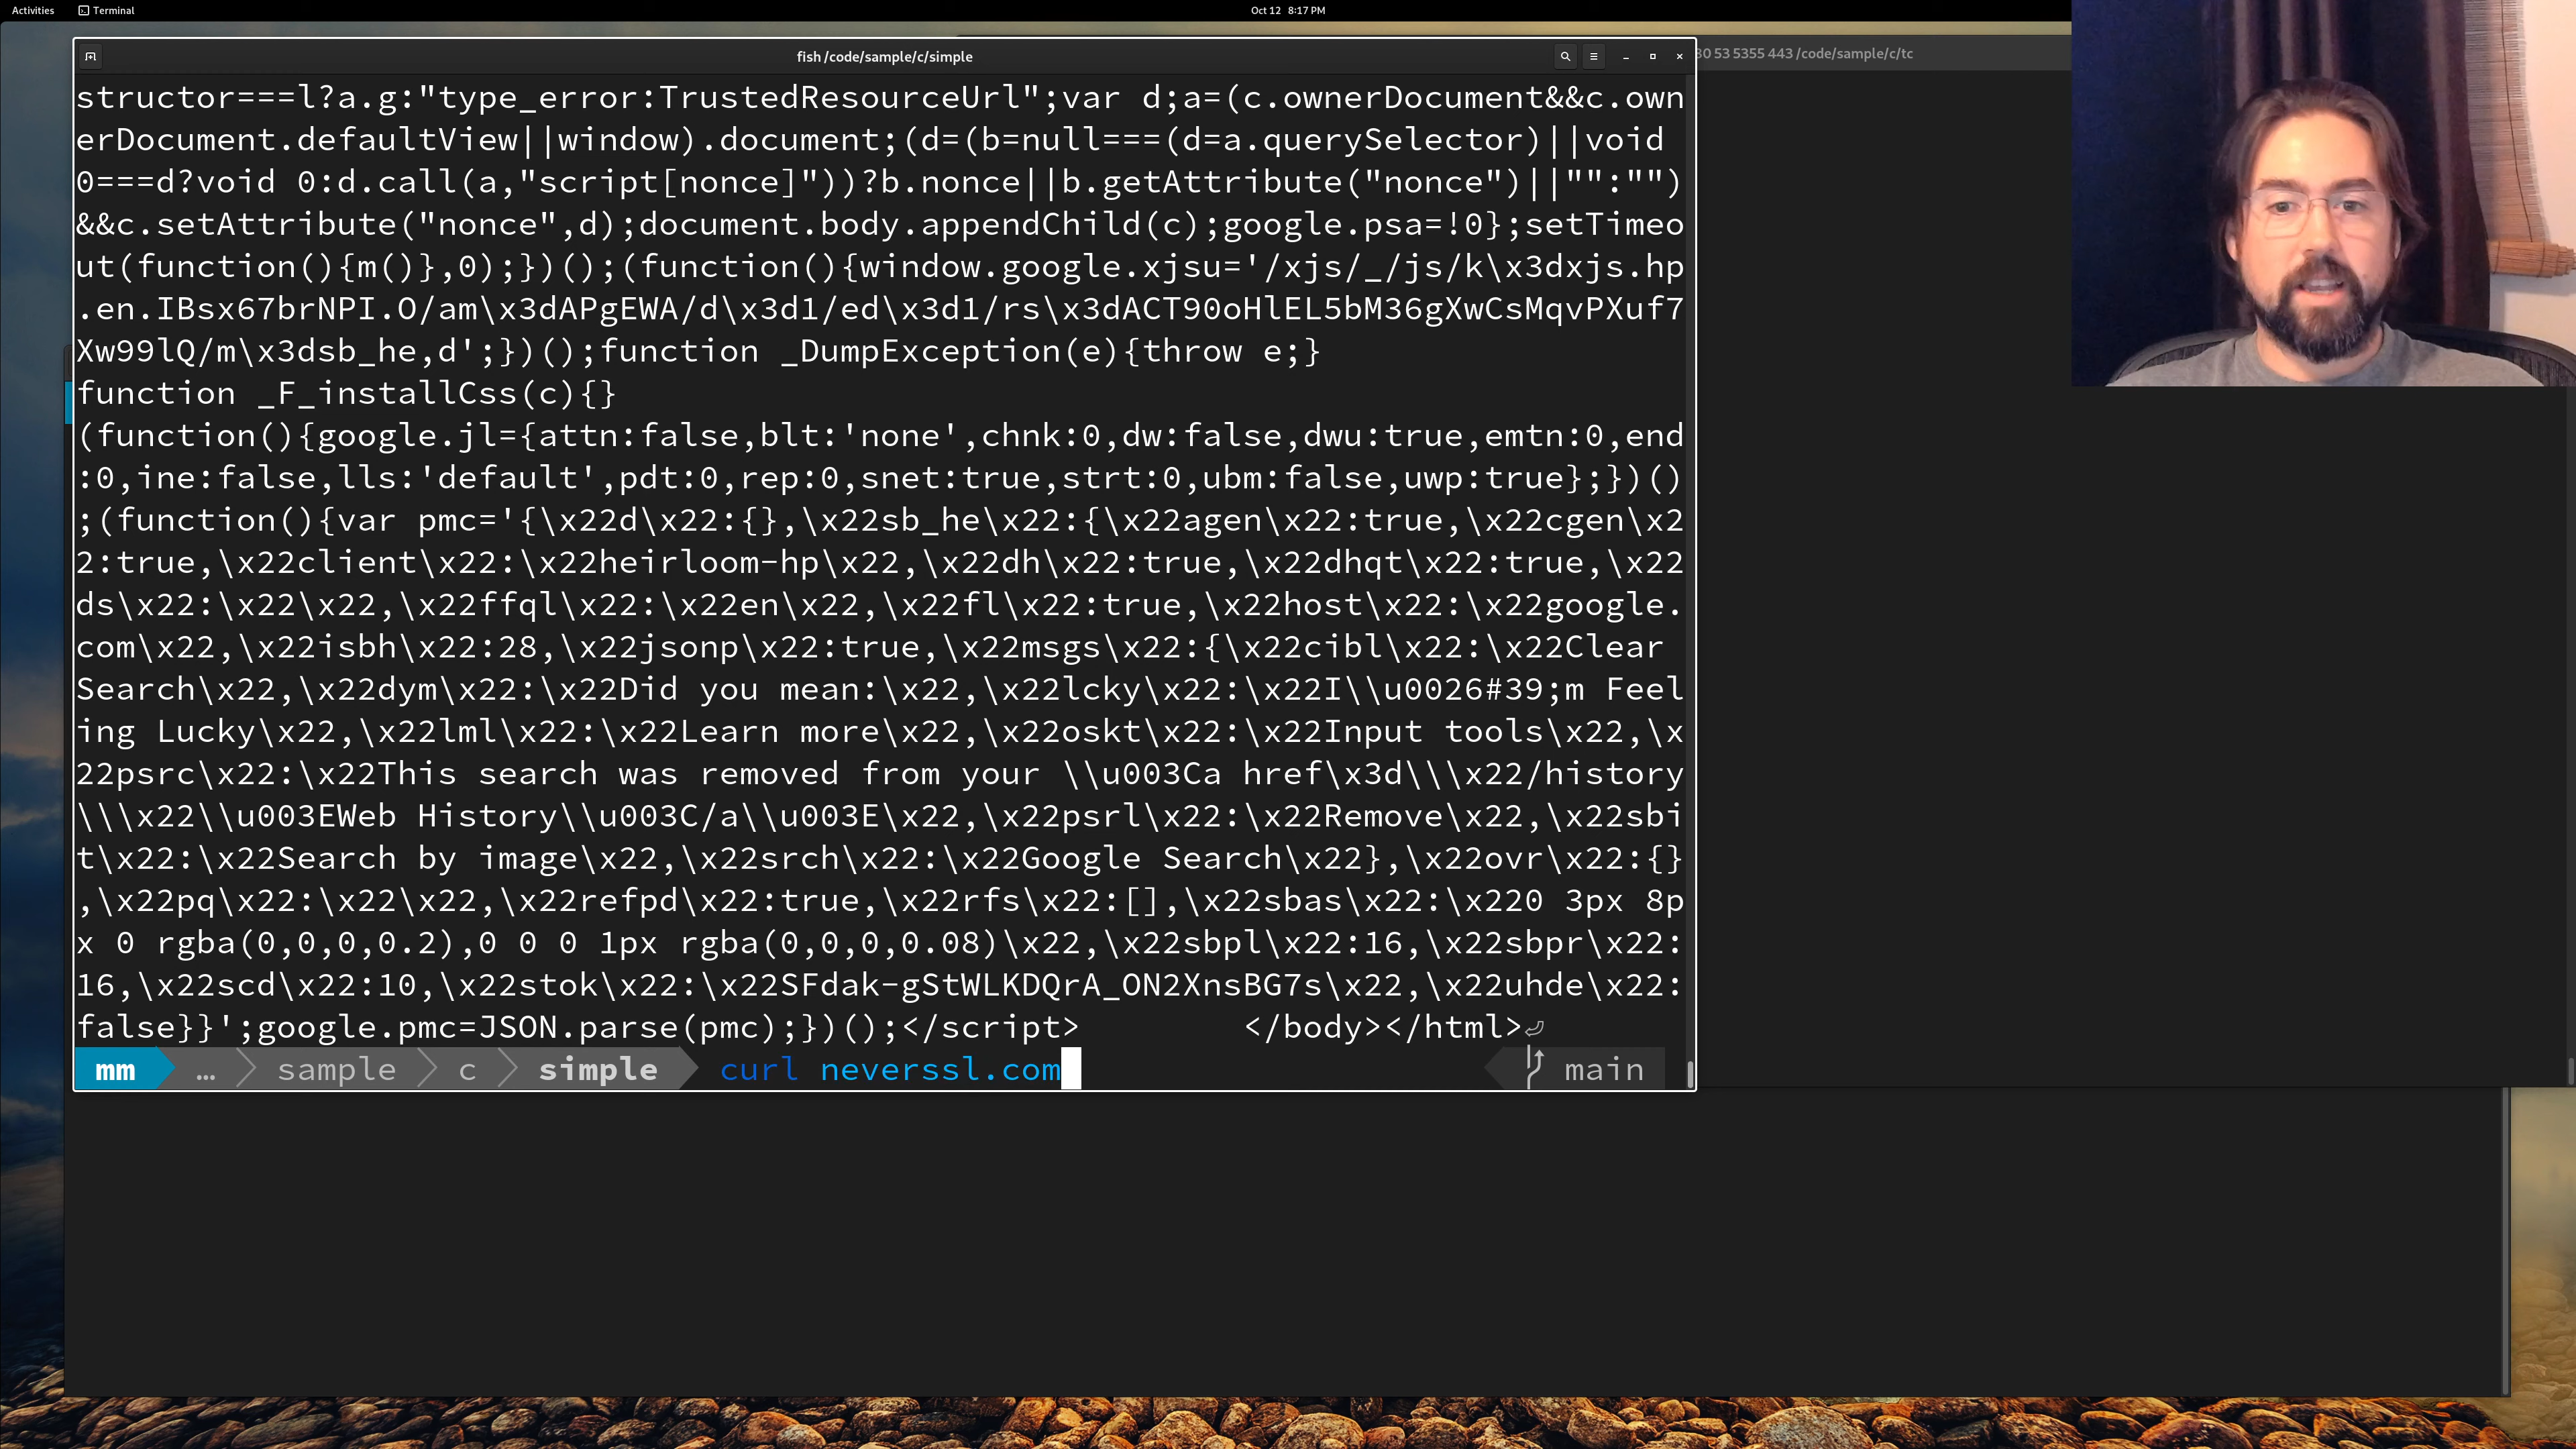 Activities
Terminal
Oct 12 8:17 PM
fish /code/sample/c/simple
30 53 5355 443 /code/sample/c/tc
structor===l?a.g:"type_error:TrustedResourceUrl";var d;a=(c.ownerDocument&&c.own
erDocument.defaultView||window).document;(d=(b=null===(d=a.querySelector)||void
0===d?void 0:d.call(a,"script[nonce]"))?b.nonce||b.getAttribute("nonce")||"":"")
&&c.setAttribute("nonce",d);document.body.appendChild(c);google.psa=!0};setTimeo
ut(function(){m()},0);})();(function(){window.google.xjsu='/xjs/_/js/k\x3dxjs.hp
.en.IBsx67brNPI.O/am\x3dAPgEWA/d\x3d1/ed\x3d1/rs\x3dACT90oHlEL5bM36gXwCsMqvPXuf7
Xw99lQ/m\x3dsb_he,d';})();function _DumpException(e){throw e;}
function _F_installCss(c){}
(function(){google.jl={attn:false,blt:'none',chnk:0,dw:false,dwu:true,emtn:0,end
:0,ine:false,lls:'default',pdt:0,rep:0,snet:true,strt:0,ubm:false,uwp:true};})()
;(function(){var pmc='{\x22d\x22:{},\x22sb_he\x22:{\x22agen\x22:true,\x22cgen\x2
2:true,\x22client\x22:\x22heirloom-hp\x22,\x22dh\x22:true,\x22dhqt\x22:true,\x22
ds\x22:\x22\x22,\x22ffql\x22:\x22en\x22,\x22fl\x22:true,\x22host\x22:\x22google.
com\x22,\x22isbh\x22:28,\x22jsonp\x22:true,\x22msgs\x22:{\x22cibl\x22:\x22Clear
Search\x22,\x22dym\x22:\x22Did you mean:\x22,\x22lcky\x22:\x22I\\u0026#39;m Feel
ing Lucky\x22,\x22lml\x22:\x22Learn more\x22,\x22oskt\x22:\x22Input tools\x22,\x
22psrc\x22:\x22This search was removed from your \\u003Ca href\x3d\\\x22/history
\\\x22\\u003EWeb History\\u003C/a\\u003E\x22,\x22psrl\x22:\x22Remove\x22,\x22sbi
t\x22:\x22Search by image\x22,\x22srch\x22:\x22Google Search\x22},\x22ovr\x22:{}
,\x22pq\x22:\x22\x22,\x22refpd\x22:true,\x22rfs\x22:[],\x22sbas\x22:\x220 3px 8p
x 0 rgba(0,0,0,0.2),0 0 0 1px rgba(0,0,0,0.08)\x22,\x22sbpl\x22:16,\x22sbpr\x22:
16,\x22scd\x22:10,\x22stok\x22:\x22SFdak-gStWLKDQrA_ON2XnsBG7s\x22,\x22uhde\x22:
false}}';google.pmc=JSON.parse(pmc);})();</script>        </body></html>⏎
mm … sample c simple curl neverssl.com main